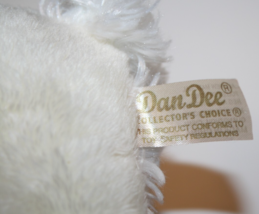 Dan Dee®
COLLECTOR'S CHOICE®
THIS PRODUCT CONFORMS TO
TOY SAFETY REGULATIONS